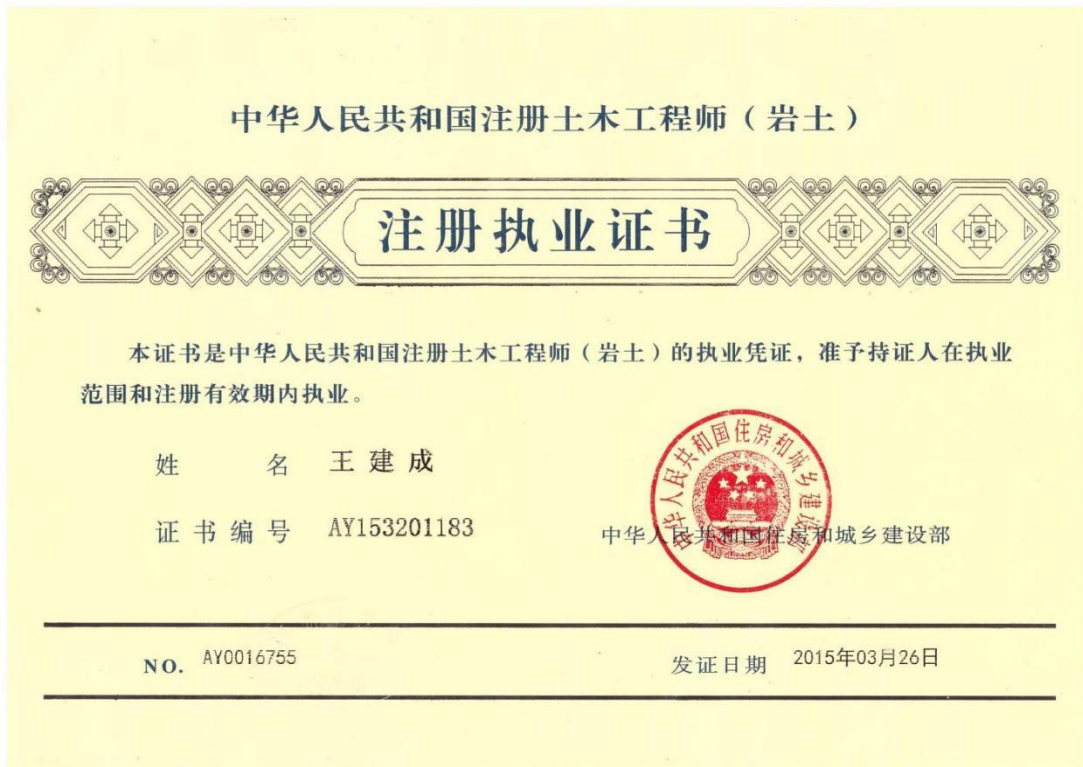 中华人民共和国注册土木工程师（岩土）
注册执业证书
本证书是中华人民共和国注册土木工程师（岩土）的执业凭证，准予持证人在执业
范围和注册有效期内执业。
姓 名 王建成
证书编号 AY153201183
中华人民共和国住房和城乡建设部
中华人民共和国住房和城乡建设部
NO. AY0016755
发证日期 2015年03月26日